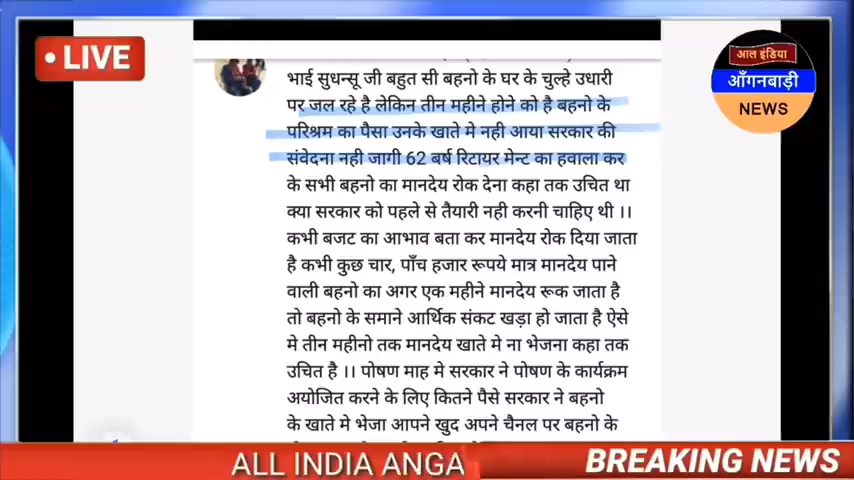 • LIVE
आल इंडिया
आँगनबाड़ी
NEWS
भाई सुधन्सू जी बहुत सी बहनो के घर के चुल्हे उधारी
पर जल रहे है लेकिन तीन महीने होने को है बहनो के
परिश्रम का पैसा उनके खाते मे नही आया सरकार की
संवेदना नही जागी 62 बर्ष रिटायर मेन्ट का हवाला कर
के सभी बहनो का मानदेय रोक देना कहा तक उचित था
क्या सरकार को पहले से तैयारी नही करनी चाहिए थी ।।
कभी बजट का आभाव बता कर मानदेय रोक दिया जाता
है कभी कुछ चार, पाँच हजार रूपये मात्र मानदेय पाने
वाली बहनो का अगर एक महीने मानदेय रूक जाता है
तो बहनो के समाने आर्थिक संकट खड़ा हो जाता है ऐसे
मे तीन महीनो तक मानदेय खाते मे ना भेजना कहा तक
उचित है ।। पोषण माह मे सरकार ने पोषण के कार्यक्रम
अयोजित करने के लिए कितने पैसे सरकार ने बहनो
के खाते मे भेजा आपने खुद अपने चैनल पर बहनो के
ALL INDIA ANGA
BREAKING NEWS